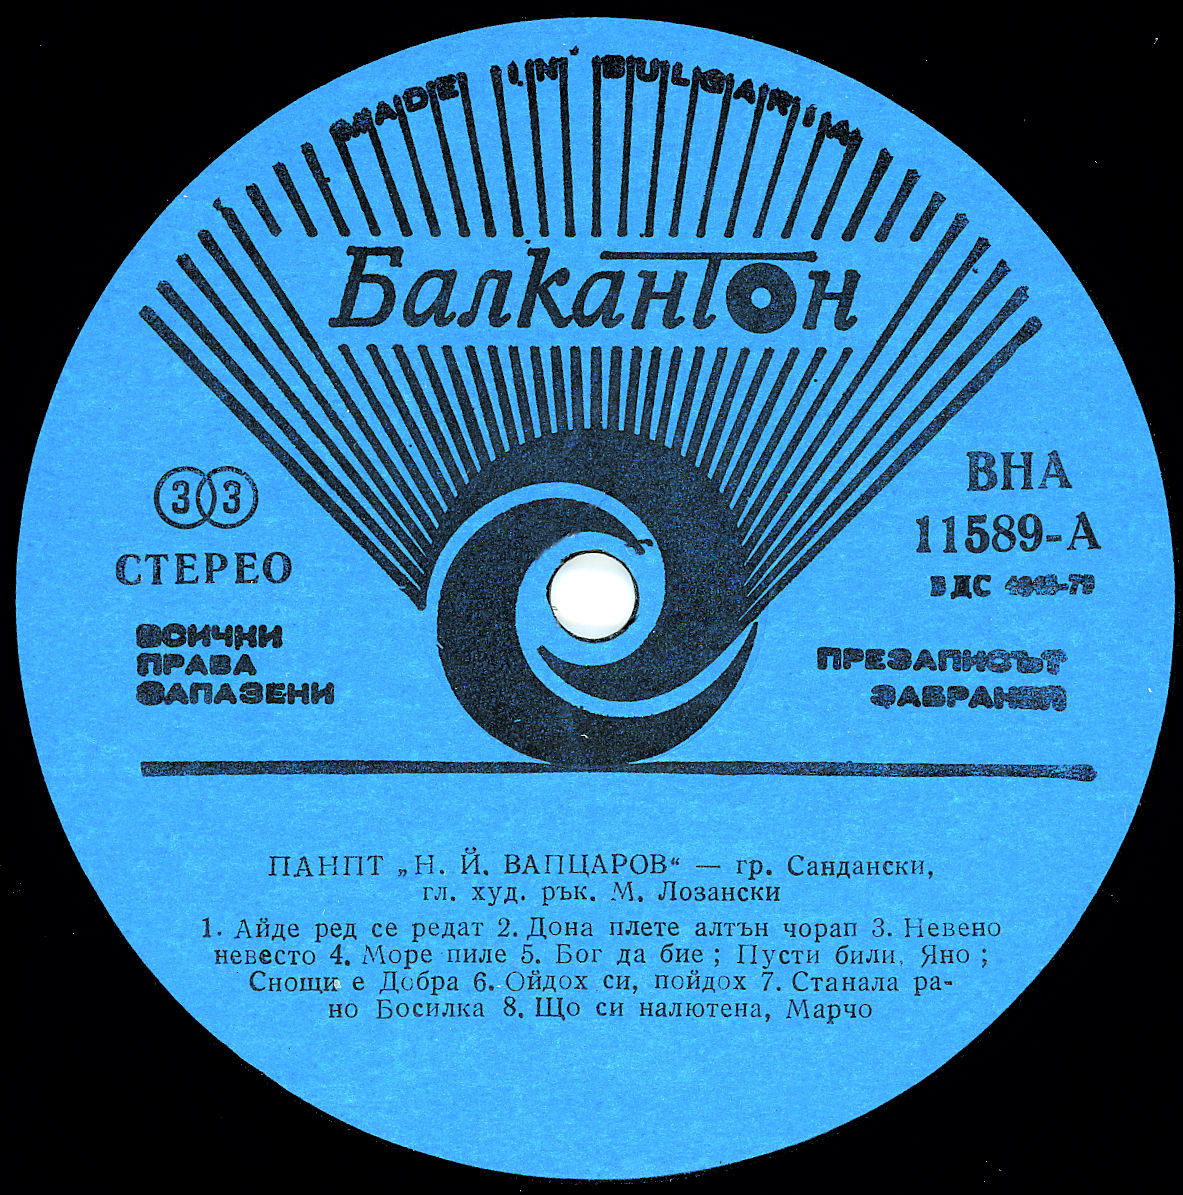 MADE IN BULGARIA
Балкантон
33
СТЕРЕО
ВСИЧКИ
ПРАВА
ЗАПАЗЕНИ
ВНА
11589-А
ВДС
ПРЕЗАПИСЪТ
ЗАБРАНЕН
ПАНПТ „Н. Й. ВАПЦАРОВ“ — гр. Сандански,
гл. худ. рък. М. Лозански
1. Айде ред се редат 2. Дона плете алтън чорап 3. Невено
невесто 4. Море пиле 5. Бог да бие ; Пусти били, Яно ;
Снощи е Добра 6. Ойдох си, пойдох 7. Станала ра-
но Босилка 8. Що си налютена, Марчо